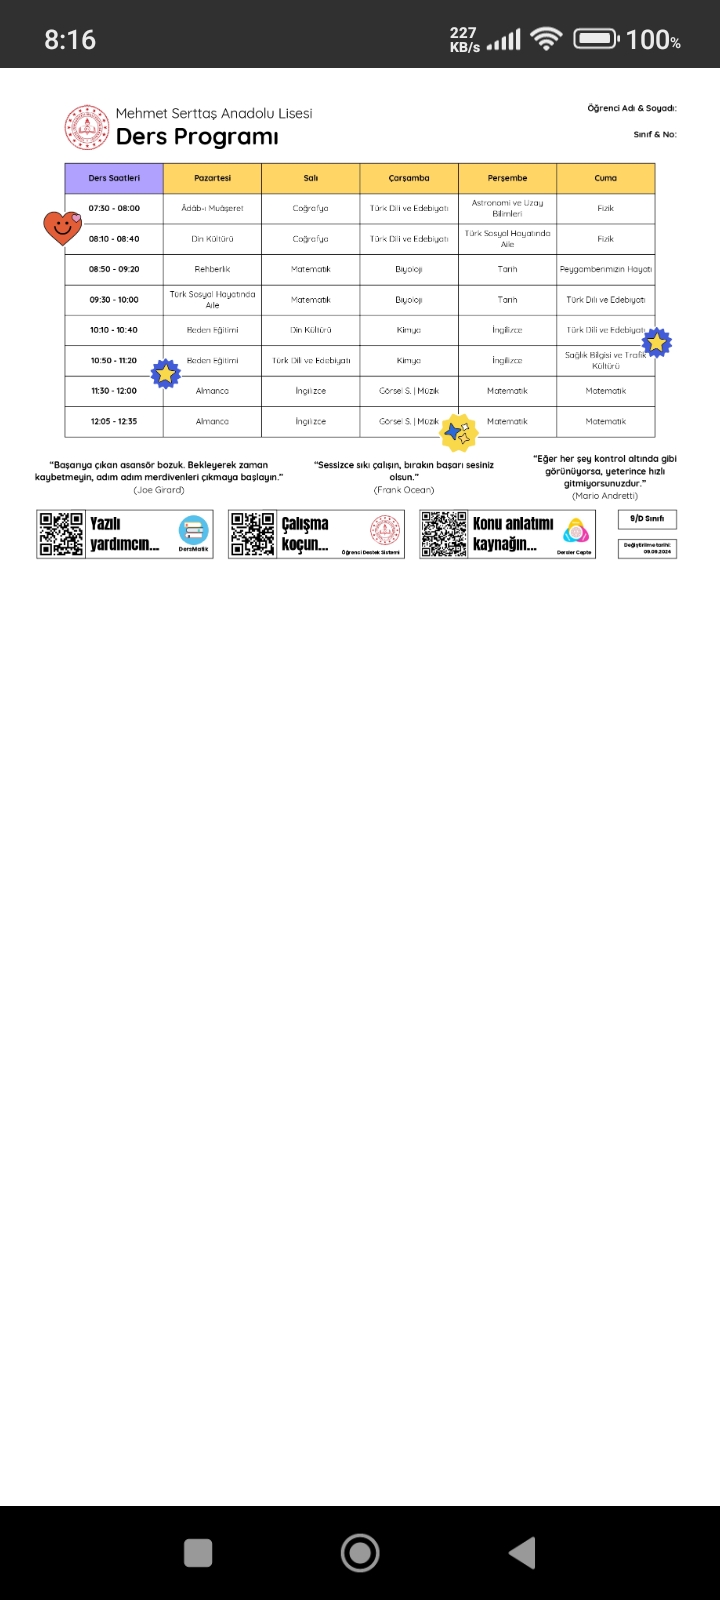 8:16
227
KB/s
100%
Mehmet Serttaş Anadolu Lisesi
Ders Programı
Öğrenci Adı & Soyadı:
Sınıf & No:
Ders Saatleri Pazartesi Salı Çarşamba Perşembe Cuma
07:30 - 08:00 Âdâb-ı Muâşeret Coğrafya Türk Dili ve Edebiyatı Astronomi ve Uzay Bilimleri Fizik
08:10 - 08:40 Din Kültürü Coğrafya Türk Dili ve Edebiyatı Türk Sosyal Hayatında Aile Fizik
08:50 - 09:20 Rehberlik Matematik Biyoloji Tarih Peygamberimizin Hayatı
09:30 - 10:00 Türk Sosyal Hayatında Aile Matematik Biyoloji Tarih Türk Dili ve Edebiyatı
10:10 - 10:40 Beden Eğitimi Din Kültürü Kimya İngilizce Türk Dili ve Edebiyatı
10:50 - 11:20 Beden Eğitimi Türk Dili ve Edebiyatı Kimya İngilizce Sağlık Bilgisi ve Trafik Kültürü
11:30 - 12:00 Almanca İngilizce Görsel S. | Müzik Matematik Matematik
12:05 - 12:35 Almanca İngilizce Görsel S. | Müzik Matematik Matematik
"Başarıya çıkan asansör bozuk. Bekleyerek zaman
kaybetmeyin, adım adım merdivenleri çıkmaya başlayın."
(Joe Girard)
"Sessizce sıkı çalışın, bırakın başarı sesiniz
olsun."
(Frank Ocean)
"Eğer her şey kontrol altında gibi
görünüyorsa, yeterince hızlı
gitmiyorsunuzdur."
(Mario Andretti)
Yazılı
yardımcın...
DersMatik
Çalışma
koçun...
Öğrenci Destek Sistemi
Konu anlatımı
kaynağın...
Dersler Cepte
9/D Sınıfı
Değiştirilme tarihi:
09.09.2024